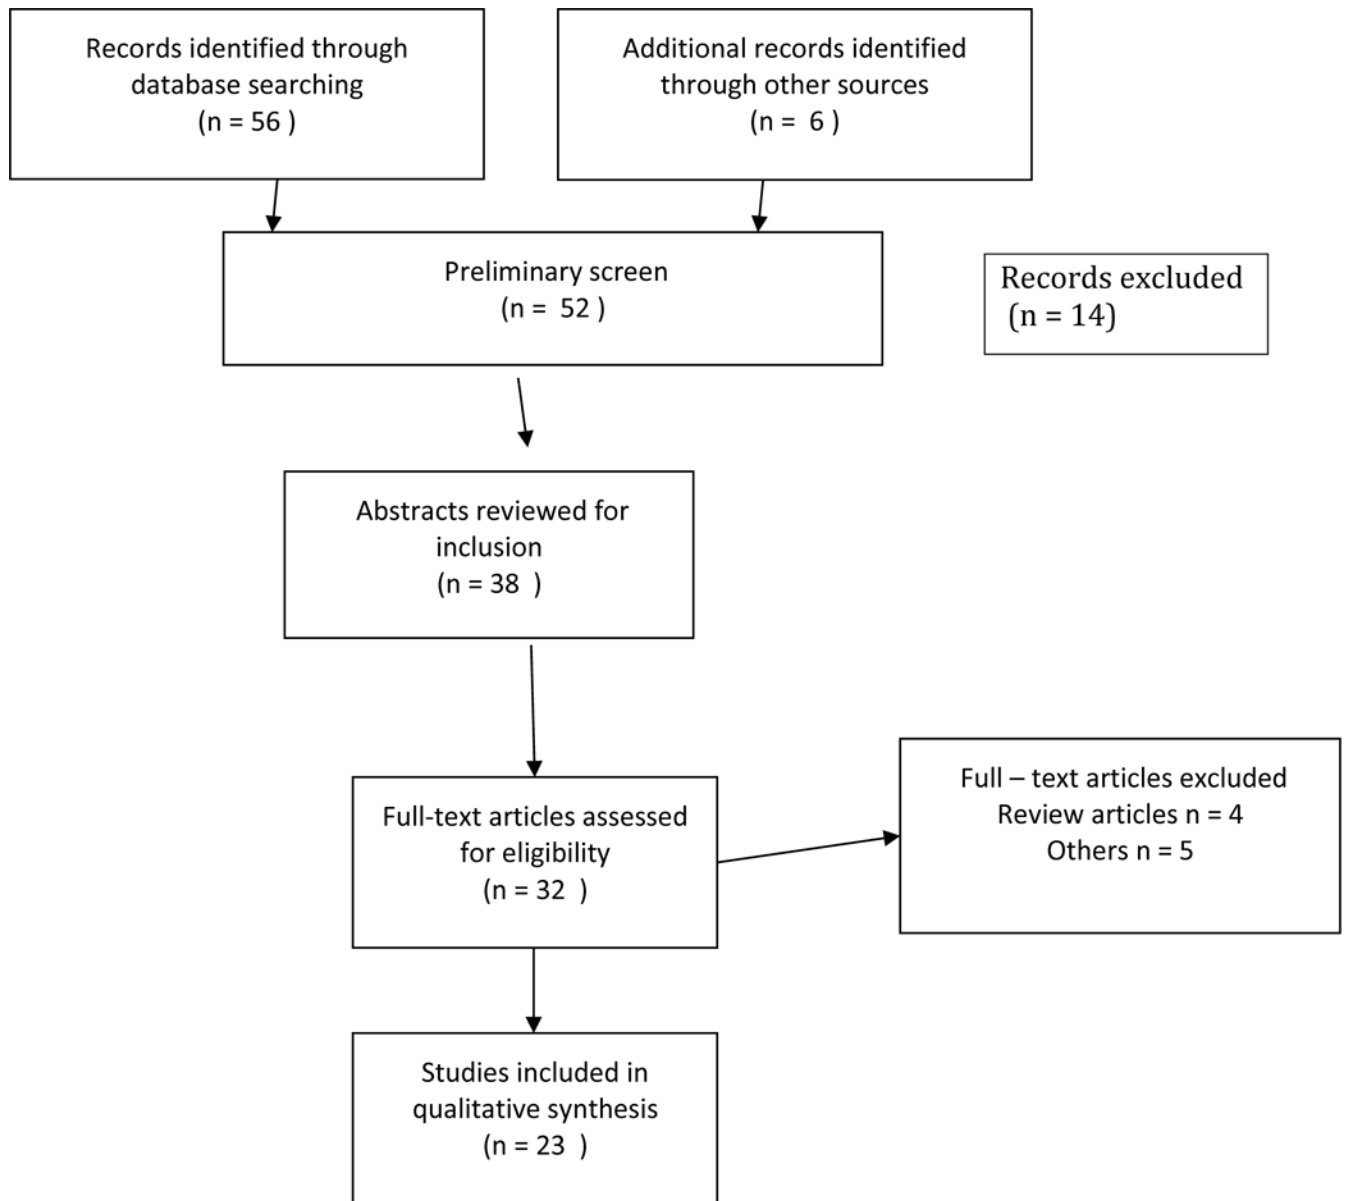 Records identified through
database searching
(n = 56 )
Additional records identified
through other sources
(n =  6 )
Preliminary screen
(n =  52 )
Records excluded
(n = 14)
Abstracts reviewed for
inclusion
(n = 38  )
Full-text articles assessed
for eligibility
(n = 32  )
Full – text articles excluded
Review articles n = 4
Others n = 5
Studies included in
qualitative synthesis
(n = 23  )